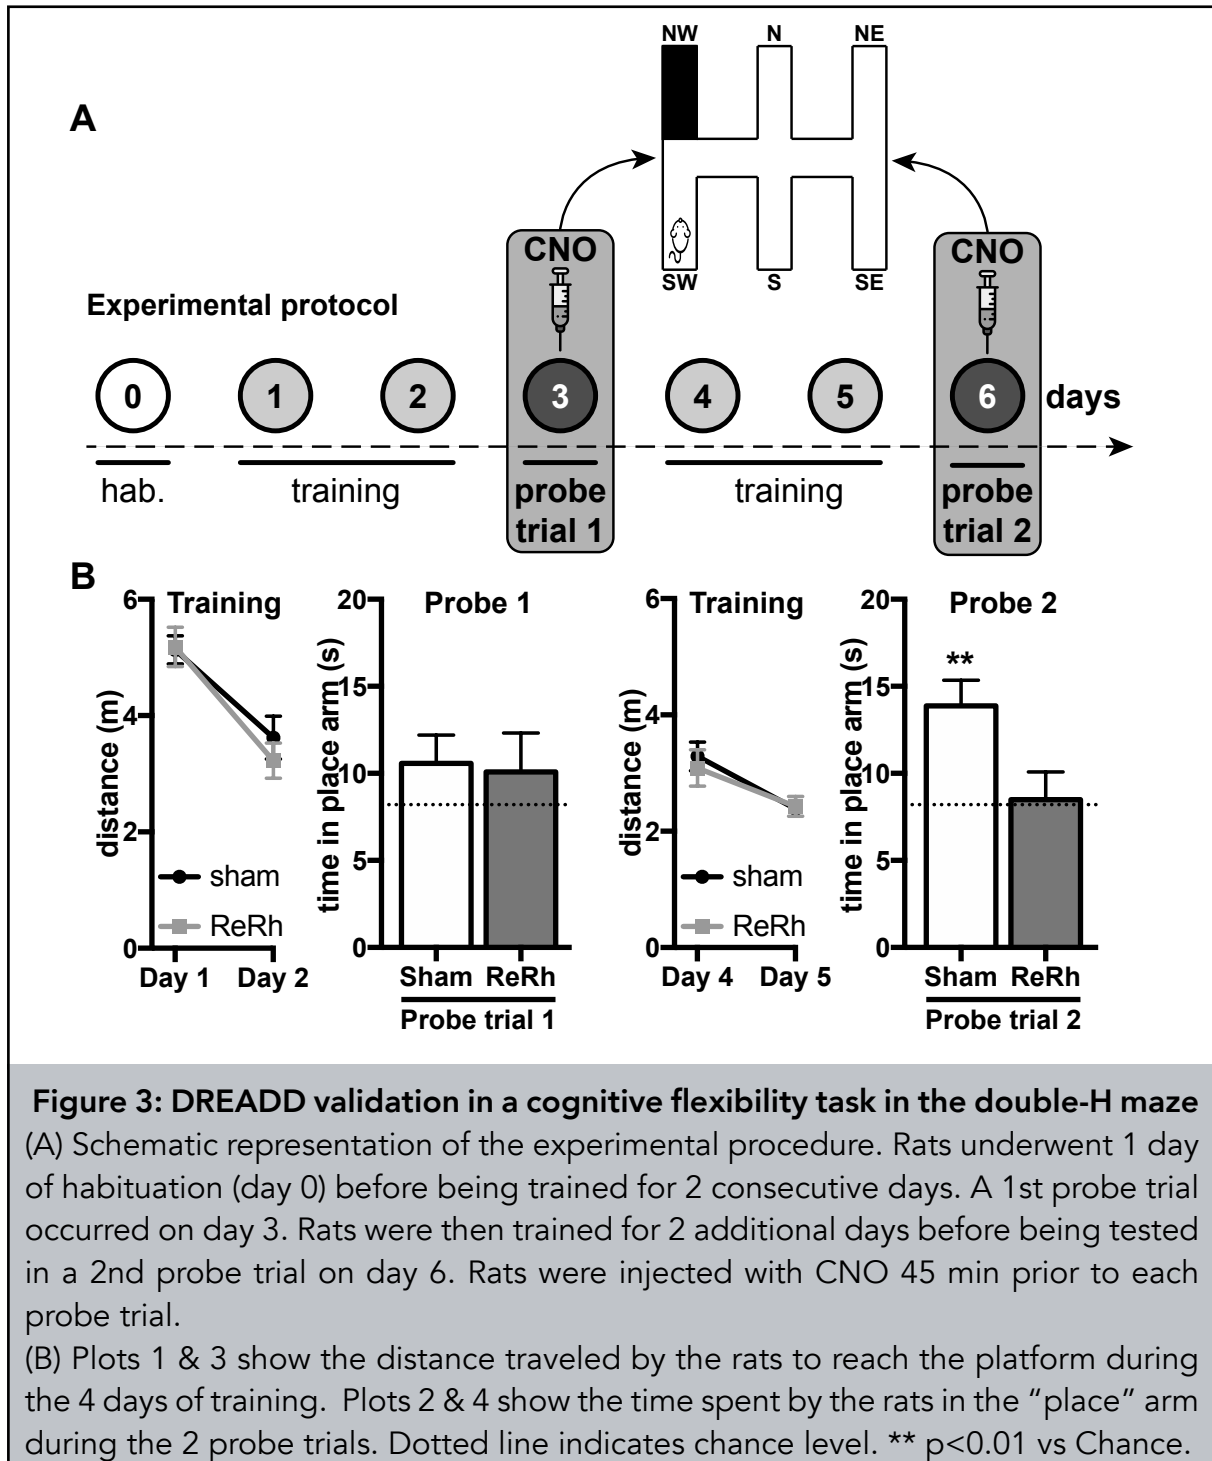 A
NW N NE
SW S SE
CNO
CNO
Experimental protocol
0 1 2 3 4 5 6 days
hab. training probe trial 1 training probe trial 2
B
Training
distance (m)
6
4
2
0
sham
ReRh
Day 1 Day 2
Probe 1
time in place arm (s)
20
15
10
5
0
Sham ReRh
Probe trial 1
Training
distance (m)
6
4
2
0
sham
ReRh
Day 4 Day 5
Probe 2
time in place arm (s)
20
15
10
5
0
**
Sham ReRh
Probe trial 2
Figure 3: DREADD validation in a cognitive flexibility task in the double-H maze
(A) Schematic representation of the experimental procedure. Rats underwent 1 day
of habituation (day 0) before being trained for 2 consecutive days. A 1st probe trial
occurred on day 3. Rats were then trained for 2 additional days before being tested
in a 2nd probe trial on day 6. Rats were injected with CNO 45 min prior to each
probe trial.
(B) Plots 1 & 3 show the distance traveled by the rats to reach the platform during
the 4 days of training. Plots 2 & 4 show the time spent by the rats in the “place” arm
during the 2 probe trials. Dotted line indicates chance level. ** p<0.01 vs Chance.